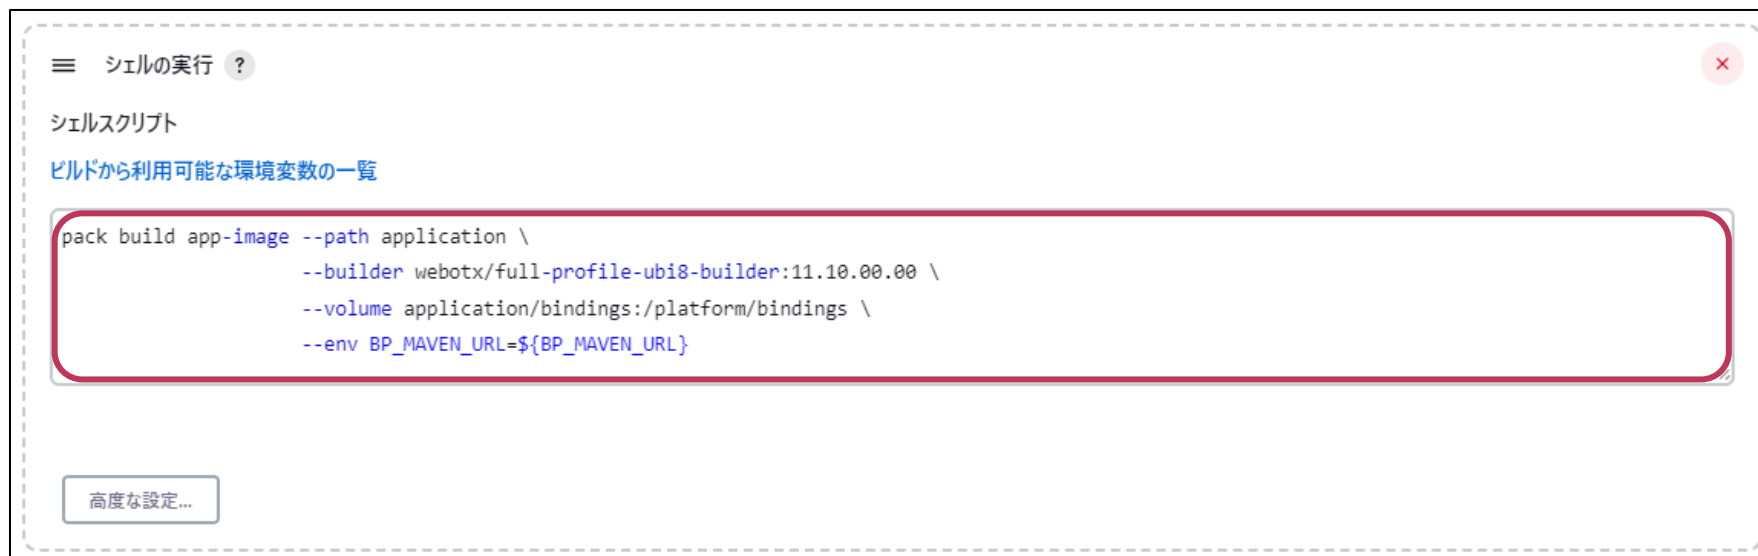 シェルの実行 ?
シェルスクリプト
ビルドから利用可能な環境変数の一覧
pack build app-image --path application \
--builder webotx/full-profile-ubi8-builder:11.10.00.00 \
--volume application/bindings:/platform/bindings \
--env BP_MAVEN_URL=${BP_MAVEN_URL}
高度な設定...